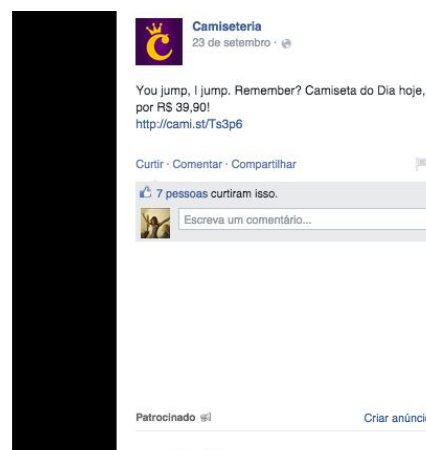 Camiseteria
23 de setembro ·
You jump, I jump. Remember? Camiseta do Dia hoje,
por R$ 39,90!
http://cami.st/Ts3p6
Curtir · Comentar · Compartilhar
7 pessoas curtiram isso.
Escreva um comentário...
Patrocinado
Criar anúncio